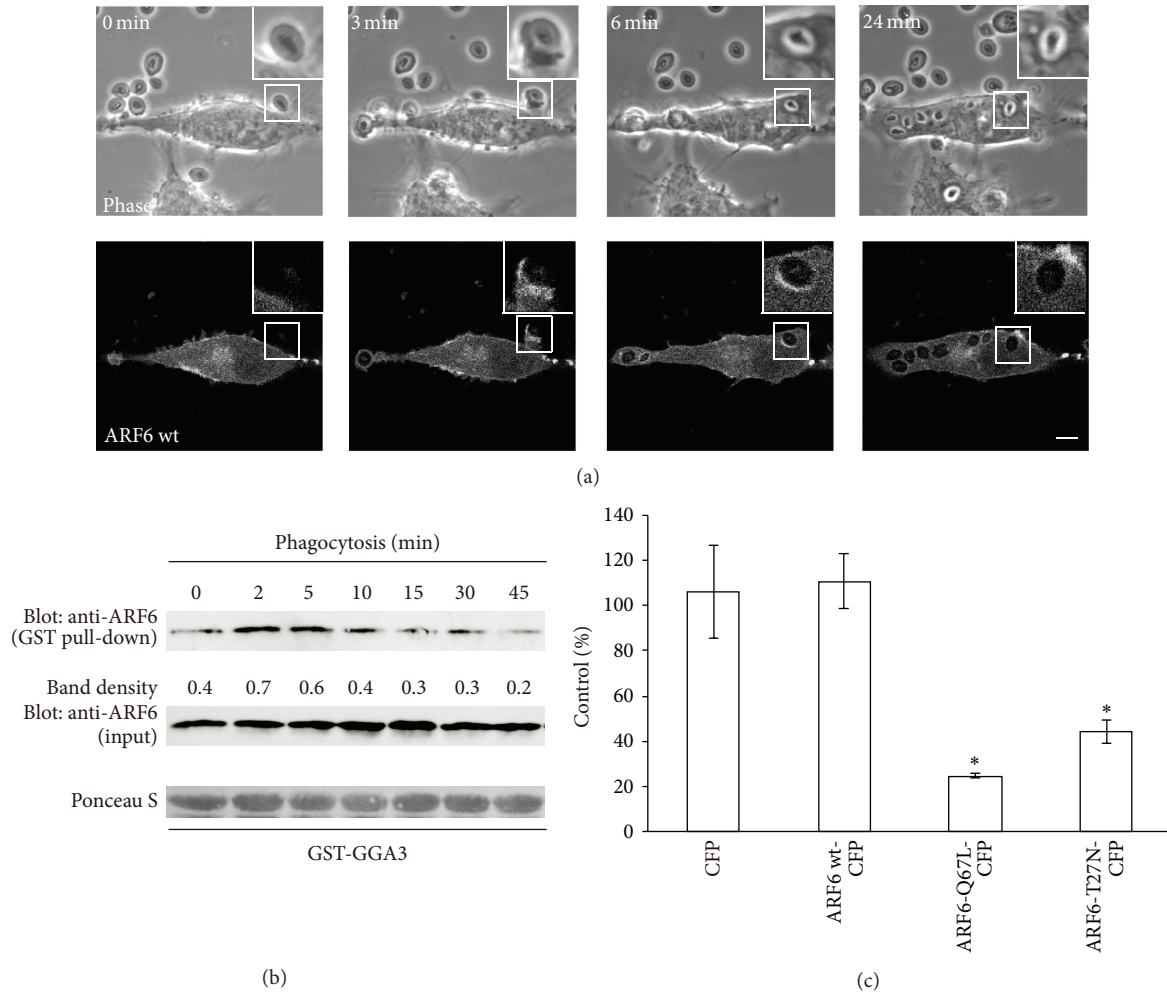 0 min
3 min
6 min
24 min
Phase
ARF6 wt
(a)
Phagocytosis (min)
0 2 5 10 15 30 45
Blot: anti-ARF6
(GST pull-down)
Band density 0.4 0.7 0.6 0.4 0.3 0.3 0.2
Blot: anti-ARF6
(input)
Ponceau S
GST-GGA3
(b)
Control (%)
140
120
100
80
60
40
20
0
*
*
CFP
ARF6 wt-
CFP
ARF6-Q67L-
CFP
ARF6-T27N-
CFP
(c)